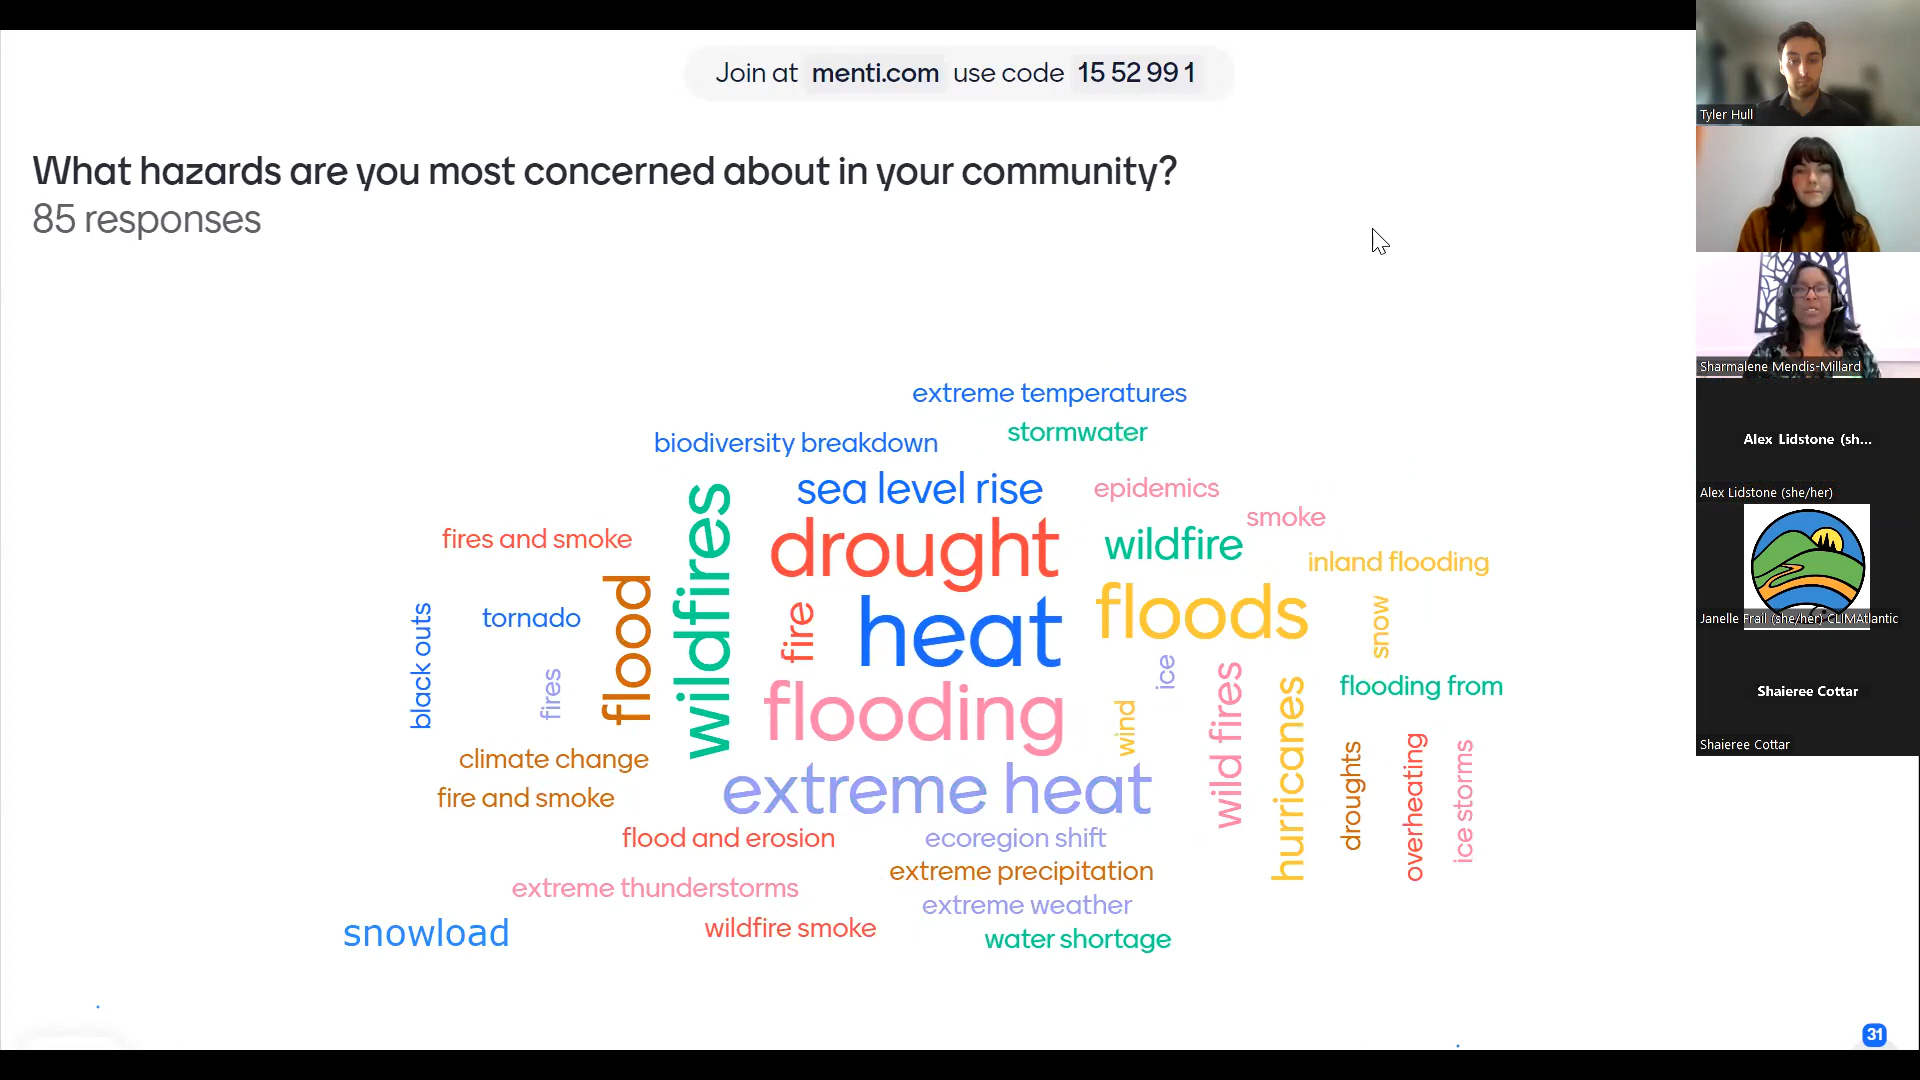 Join at menti.com use code 15 52 99 1
What hazards are you most concerned about in your community?
85 responses
extreme temperatures
stormwater
biodiversity breakdown
sea level rise
epidemics
smoke
fires and smoke
wildfires
drought
wildfire
inland flooding
flood
tornado
black outs
fires
fire
heat
floods
snow
ice
flooding from
flooding
wind
wild fires
hurricanes
droughts
overheating
ice storms
climate change
fire and smoke
extreme heat
flood and erosion
ecoregion shift
extreme precipitation
extreme thunderstorms
extreme weather
snowload
wildfire smoke
water shortage
31
Tyler Hull
Sharmalene Mendis-Millard
Alex Lidstone (sh...
Alex Lidstone (she/her)
Janelle Frail (she/her) CLIMAtlantic
Shaieree Cottar
Shaieree Cottar